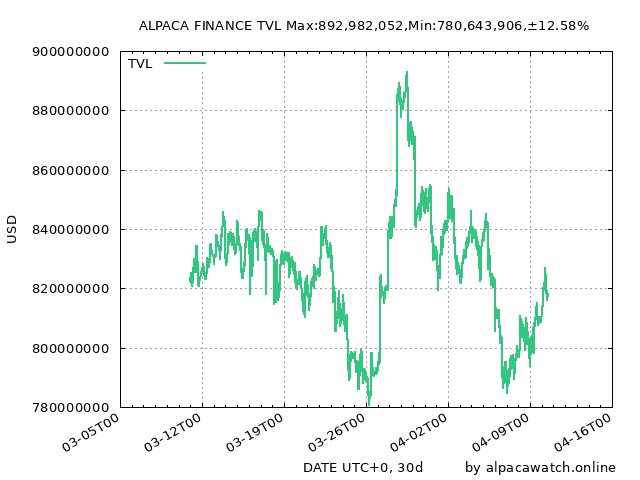 ALPACA FINANCE TVL Max:892,982,052,Min:780,643,906,±12.58%
900000000
TVL
880000000
860000000
840000000
USD
820000000
800000000
780000000
03-05T00 03-12T00 03-19T00 03-26T00 04-02T00 04-09T00 04-16T00
DATE UTC+0, 30d by alpacawatch.online